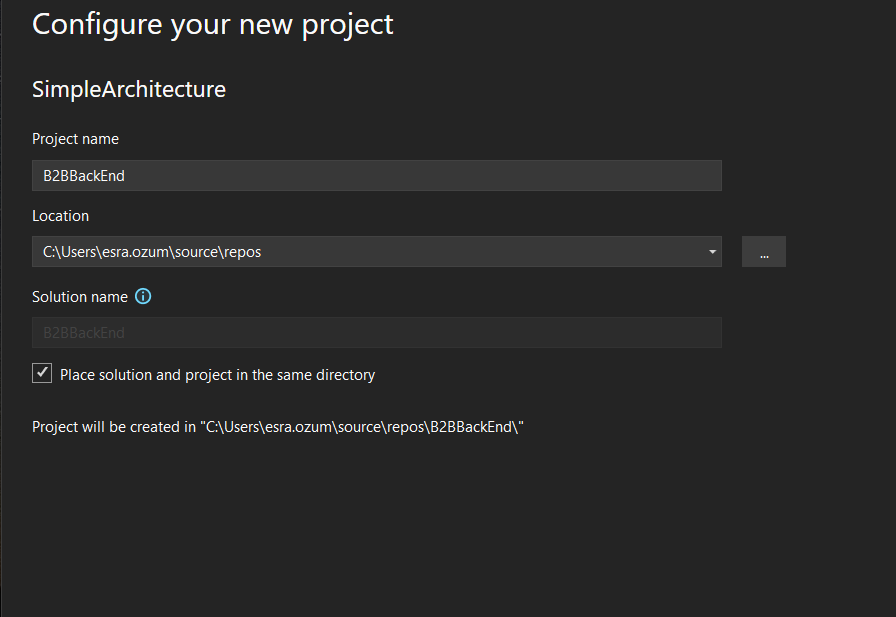 Configure your new project
SimpleArchitecture
Project name
B2BBackEnd
Location
C:\Users\esra.ozum\source\repos
...
Solution name
B2BBackEnd
Place solution and project in the same directory
Project will be created in "C:\Users\esra.ozum\source\repos\B2BBackEnd\"